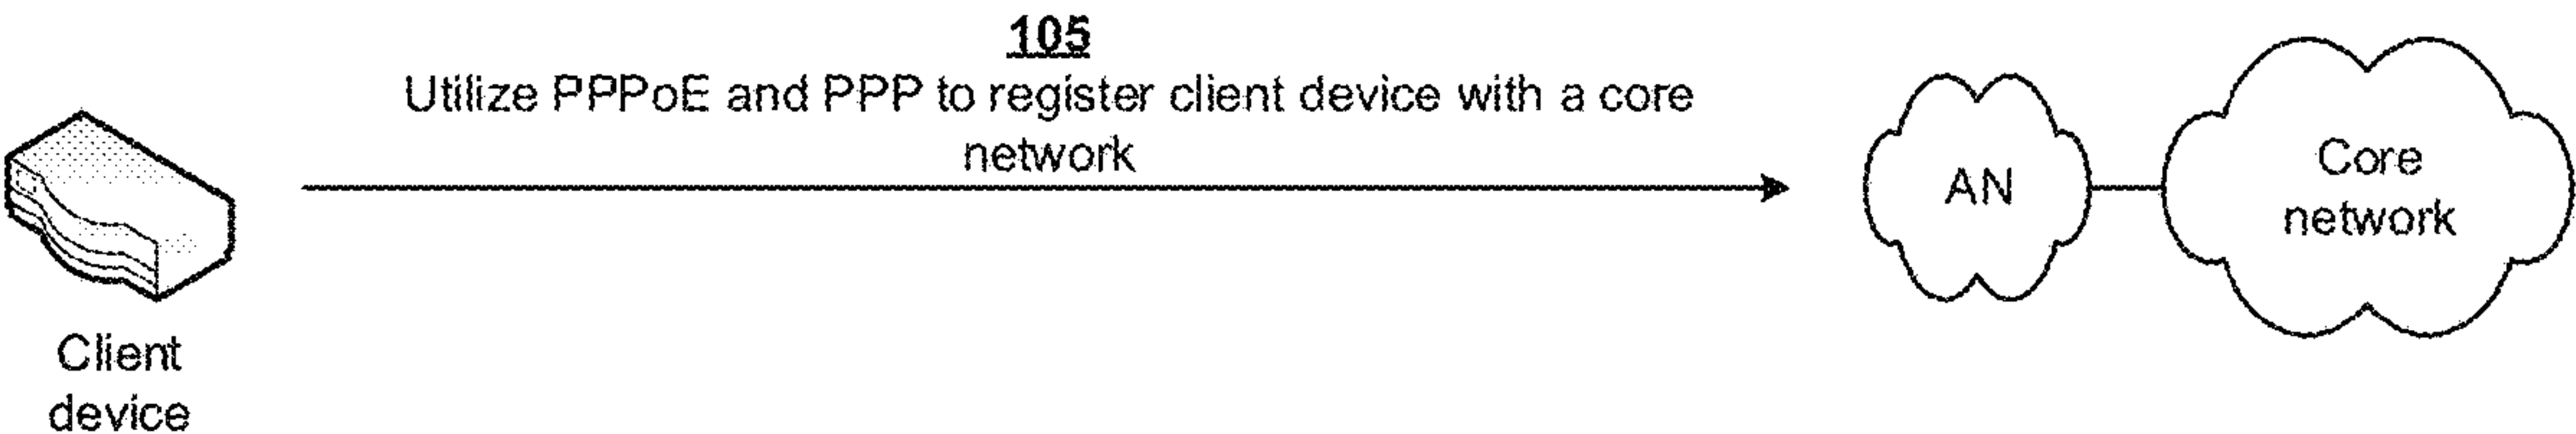 105
Utilize PPPoE and PPP to register client device with a core
network
AN
Core
network
Client
device